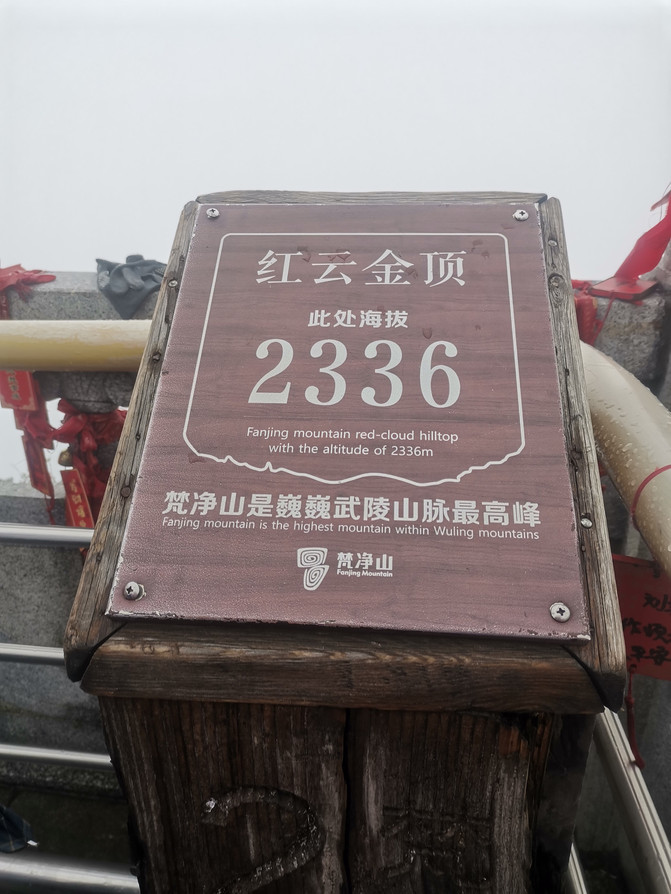 红云金顶
此处海拔
2336
Fanjing mountain red-cloud hilltop
with the altitude of 2336m
梵净山是巍巍武陵山脉最高峰
Fanjing mountain is the highest mountain within Wuling mountains
梵净山
Fanjing Mountain